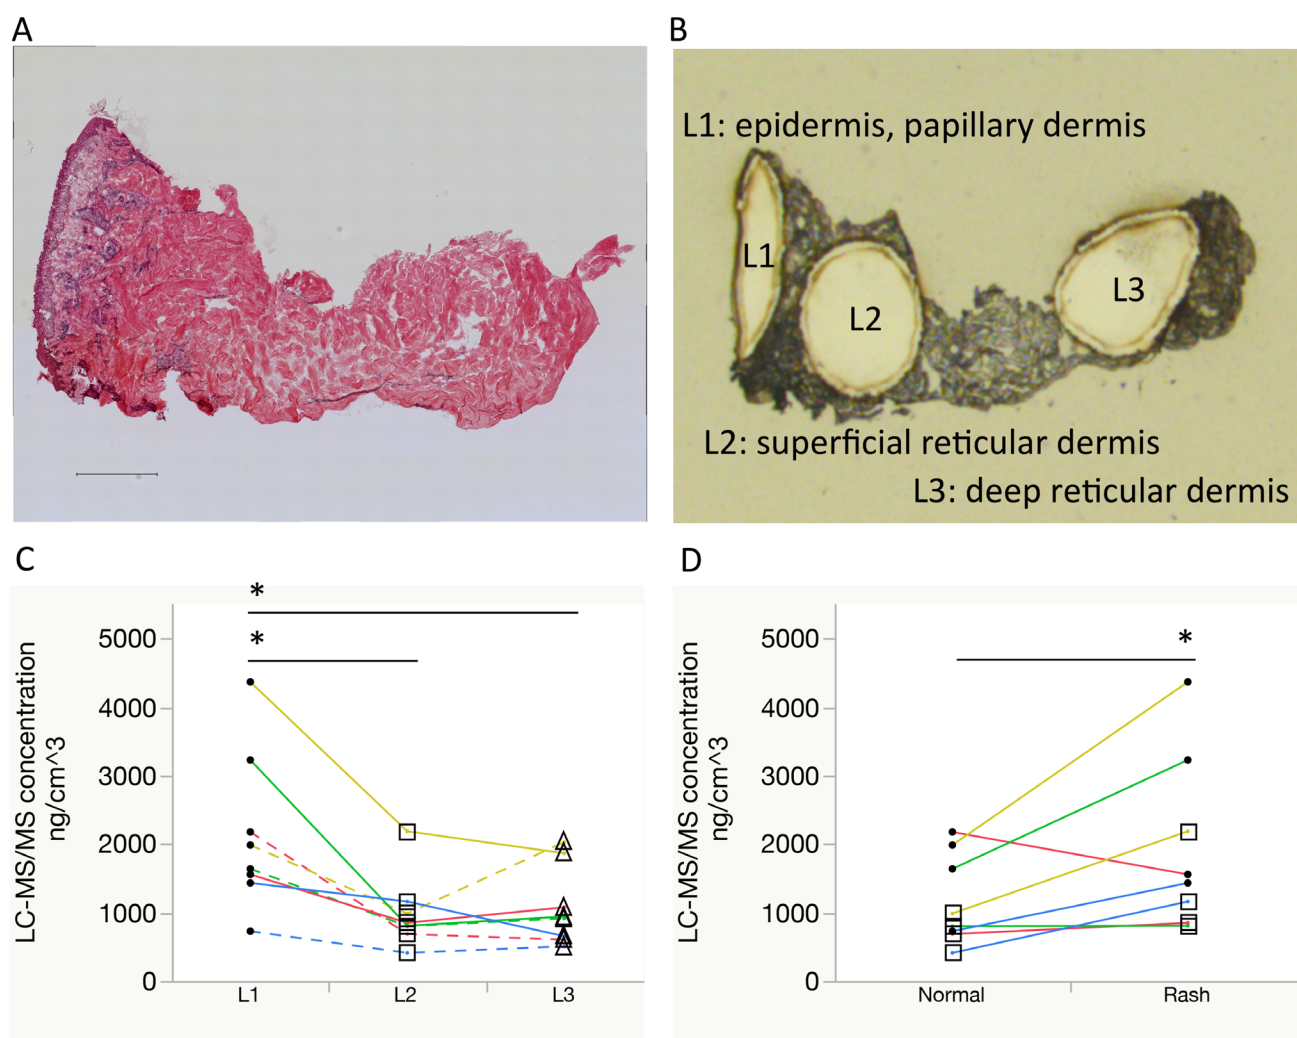 A
B
L1: epidermis, papillary dermis
L1
L2
L3
L2: superficial reticular dermis
L3: deep reticular dermis
C
D
*
*
LC-MS/MS concentration
ng/cm^3
5000
4000
3000
2000
1000
0
L1
L2
L3
*
LC-MS/MS concentration
ng/cm^3
5000
4000
3000
2000
1000
0
Normal
Rash